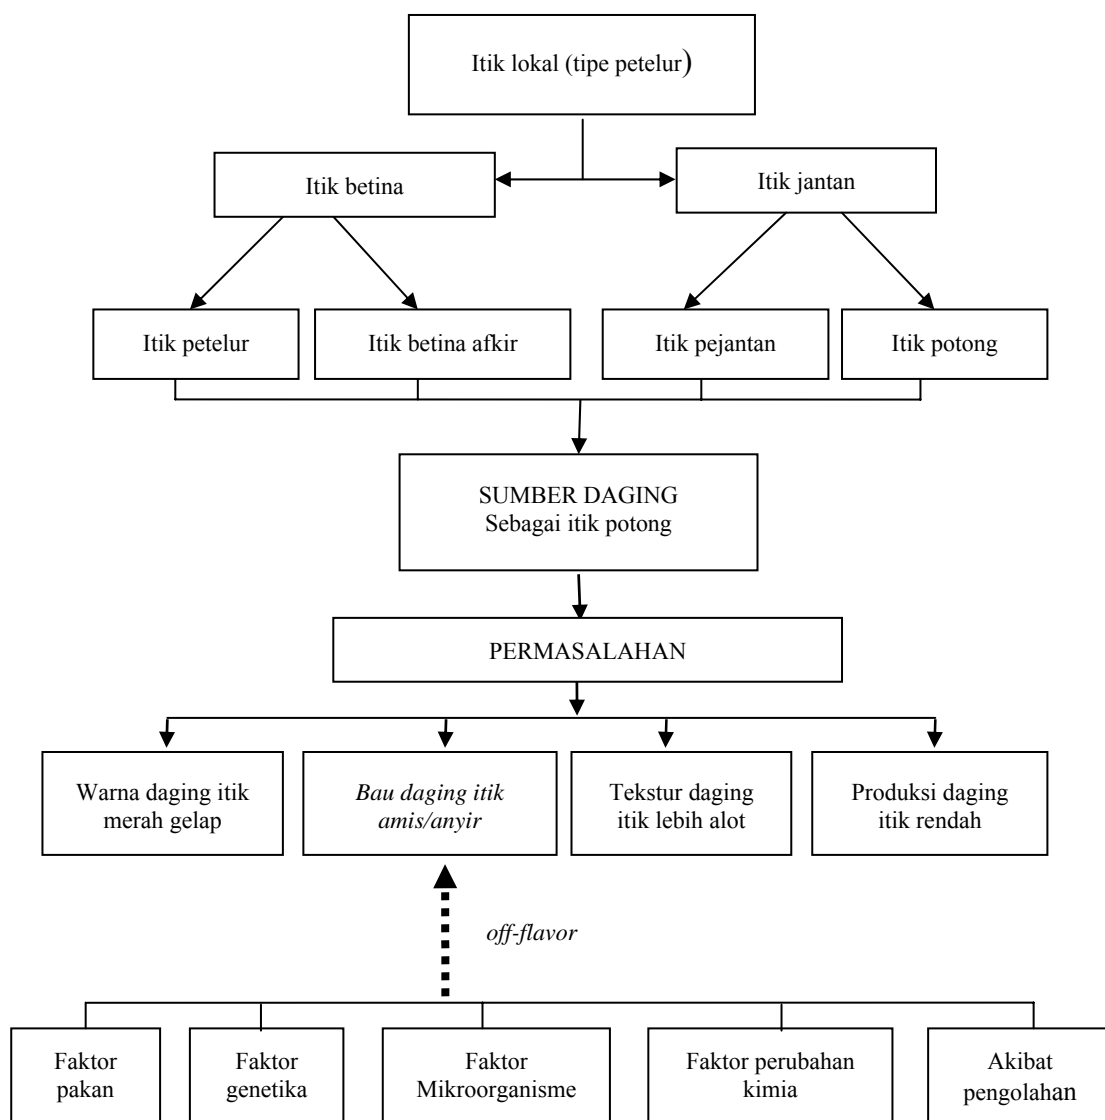 Itik lokal (tipe petelur)
Itik betina
Itik jantan
Itik petelur
Itik betina afkir
Itik pejantan
Itik potong
SUMBER DAGING
Sebagai itik potong
PERMASALAHAN
Warna daging itik
merah gelap
Bau daging itik
amis/anyir
Tekstur daging
itik lebih alot
Produksi daging
itik rendah
off-flavor
Faktor
pakan
Faktor
genetika
Faktor
Mikroorganisme
Faktor perubahan
kimia
Akibat
pengolahan